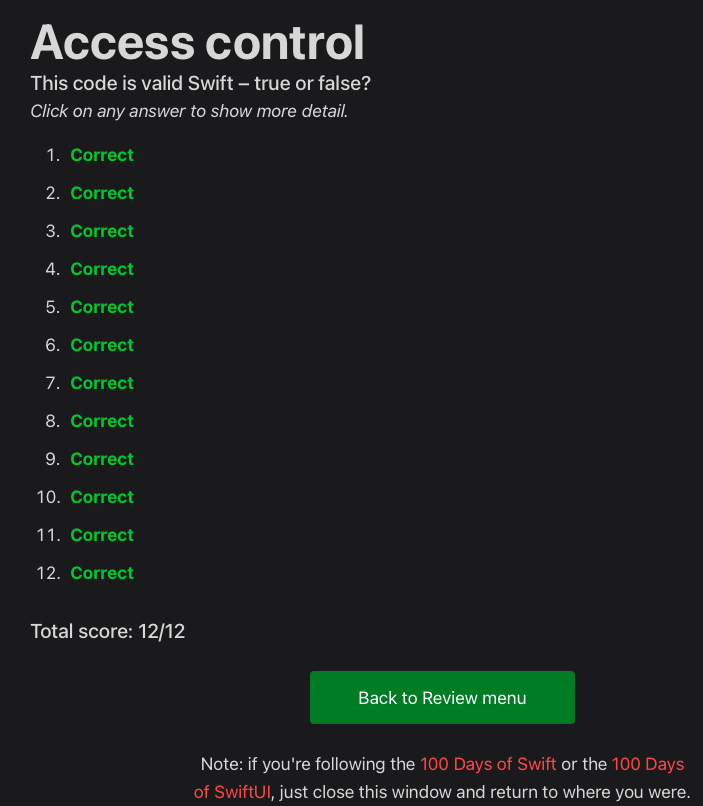 Access control
This code is valid Swift – true or false?
Click on any answer to show more detail.
1. Correct
2. Correct
3. Correct
4. Correct
5. Correct
6. Correct
7. Correct
8. Correct
9. Correct
10. Correct
11. Correct
12. Correct
Total score: 12/12
Back to Review menu
Note: if you're following the 100 Days of Swift or the 100 Days
of SwiftUI, just close this window and return to where you were.